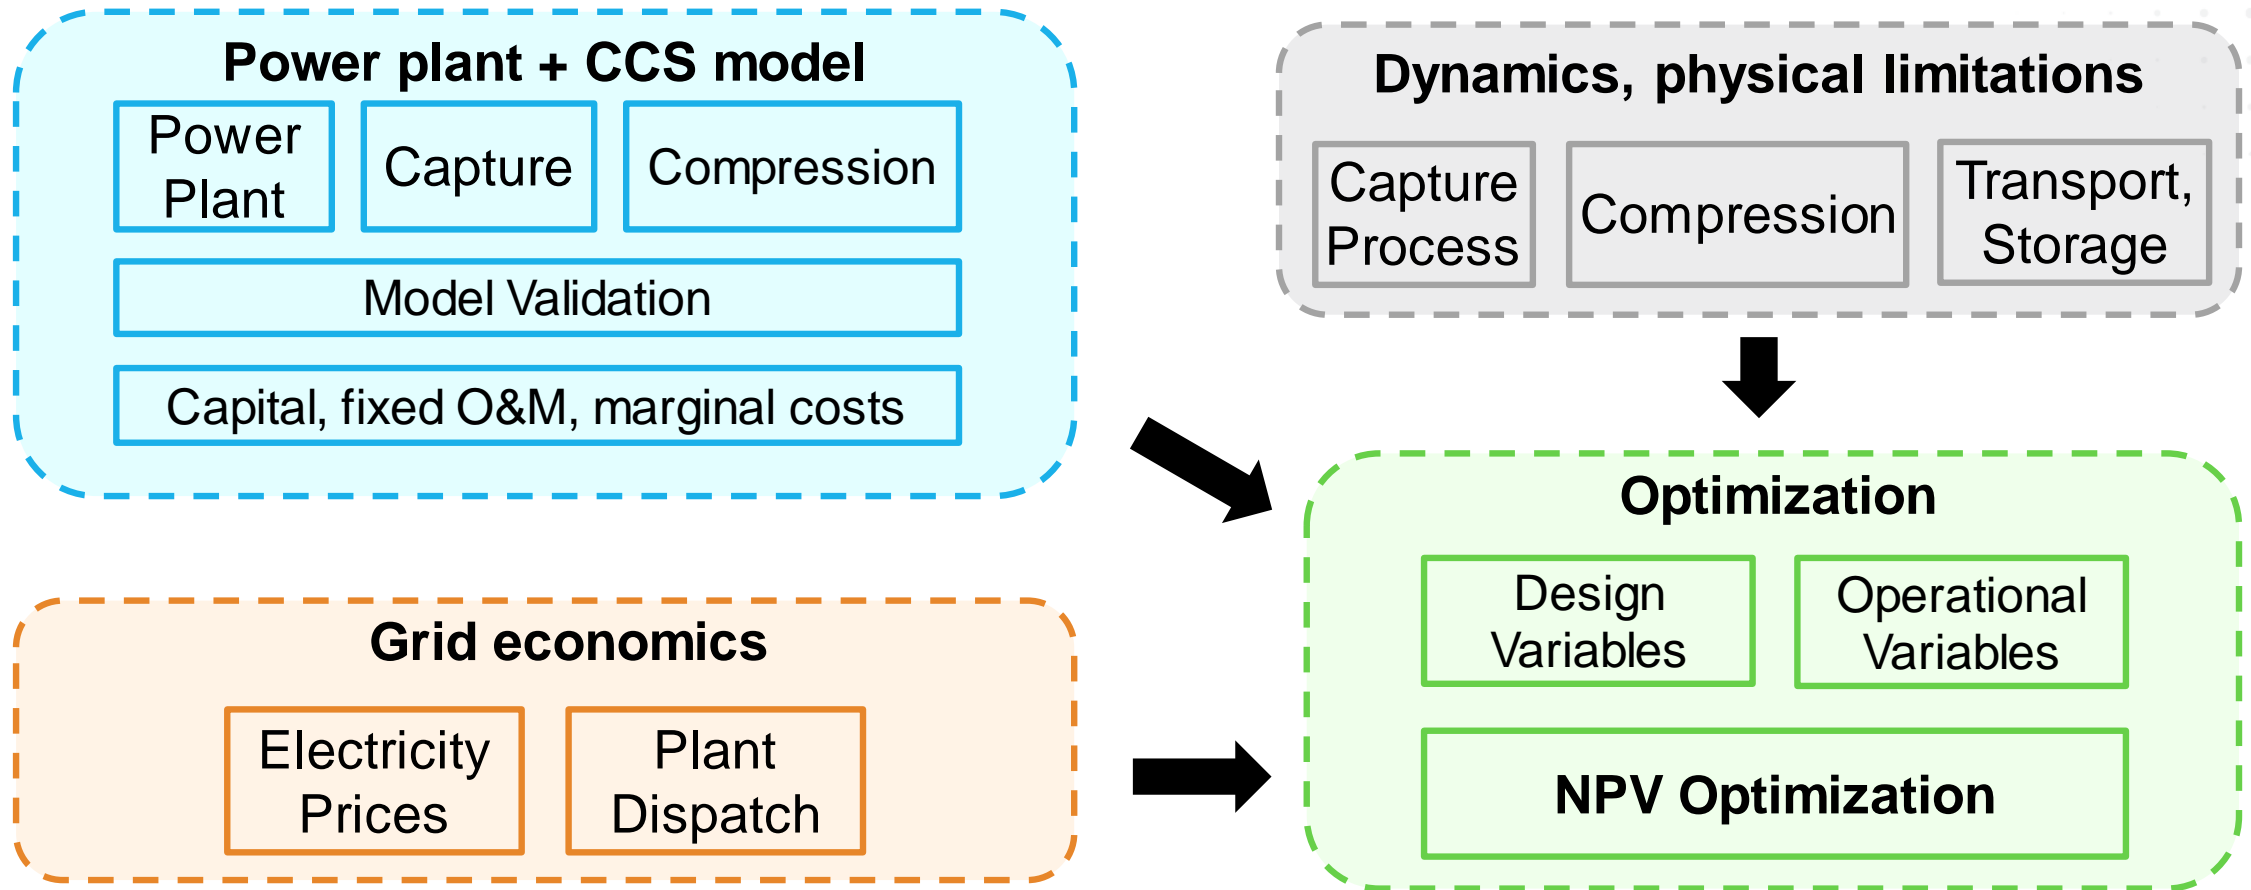 Power plant + CCS model
Power
Plant
Capture
Compression
Model Validation
Capital, fixed O&M, marginal costs
Dynamics, physical limitations
Capture
Process
Compression
Transport,
Storage
Grid economics
Electricity
Prices
Plant
Dispatch
Optimization
Design
Variables
Operational
Variables
NPV Optimization